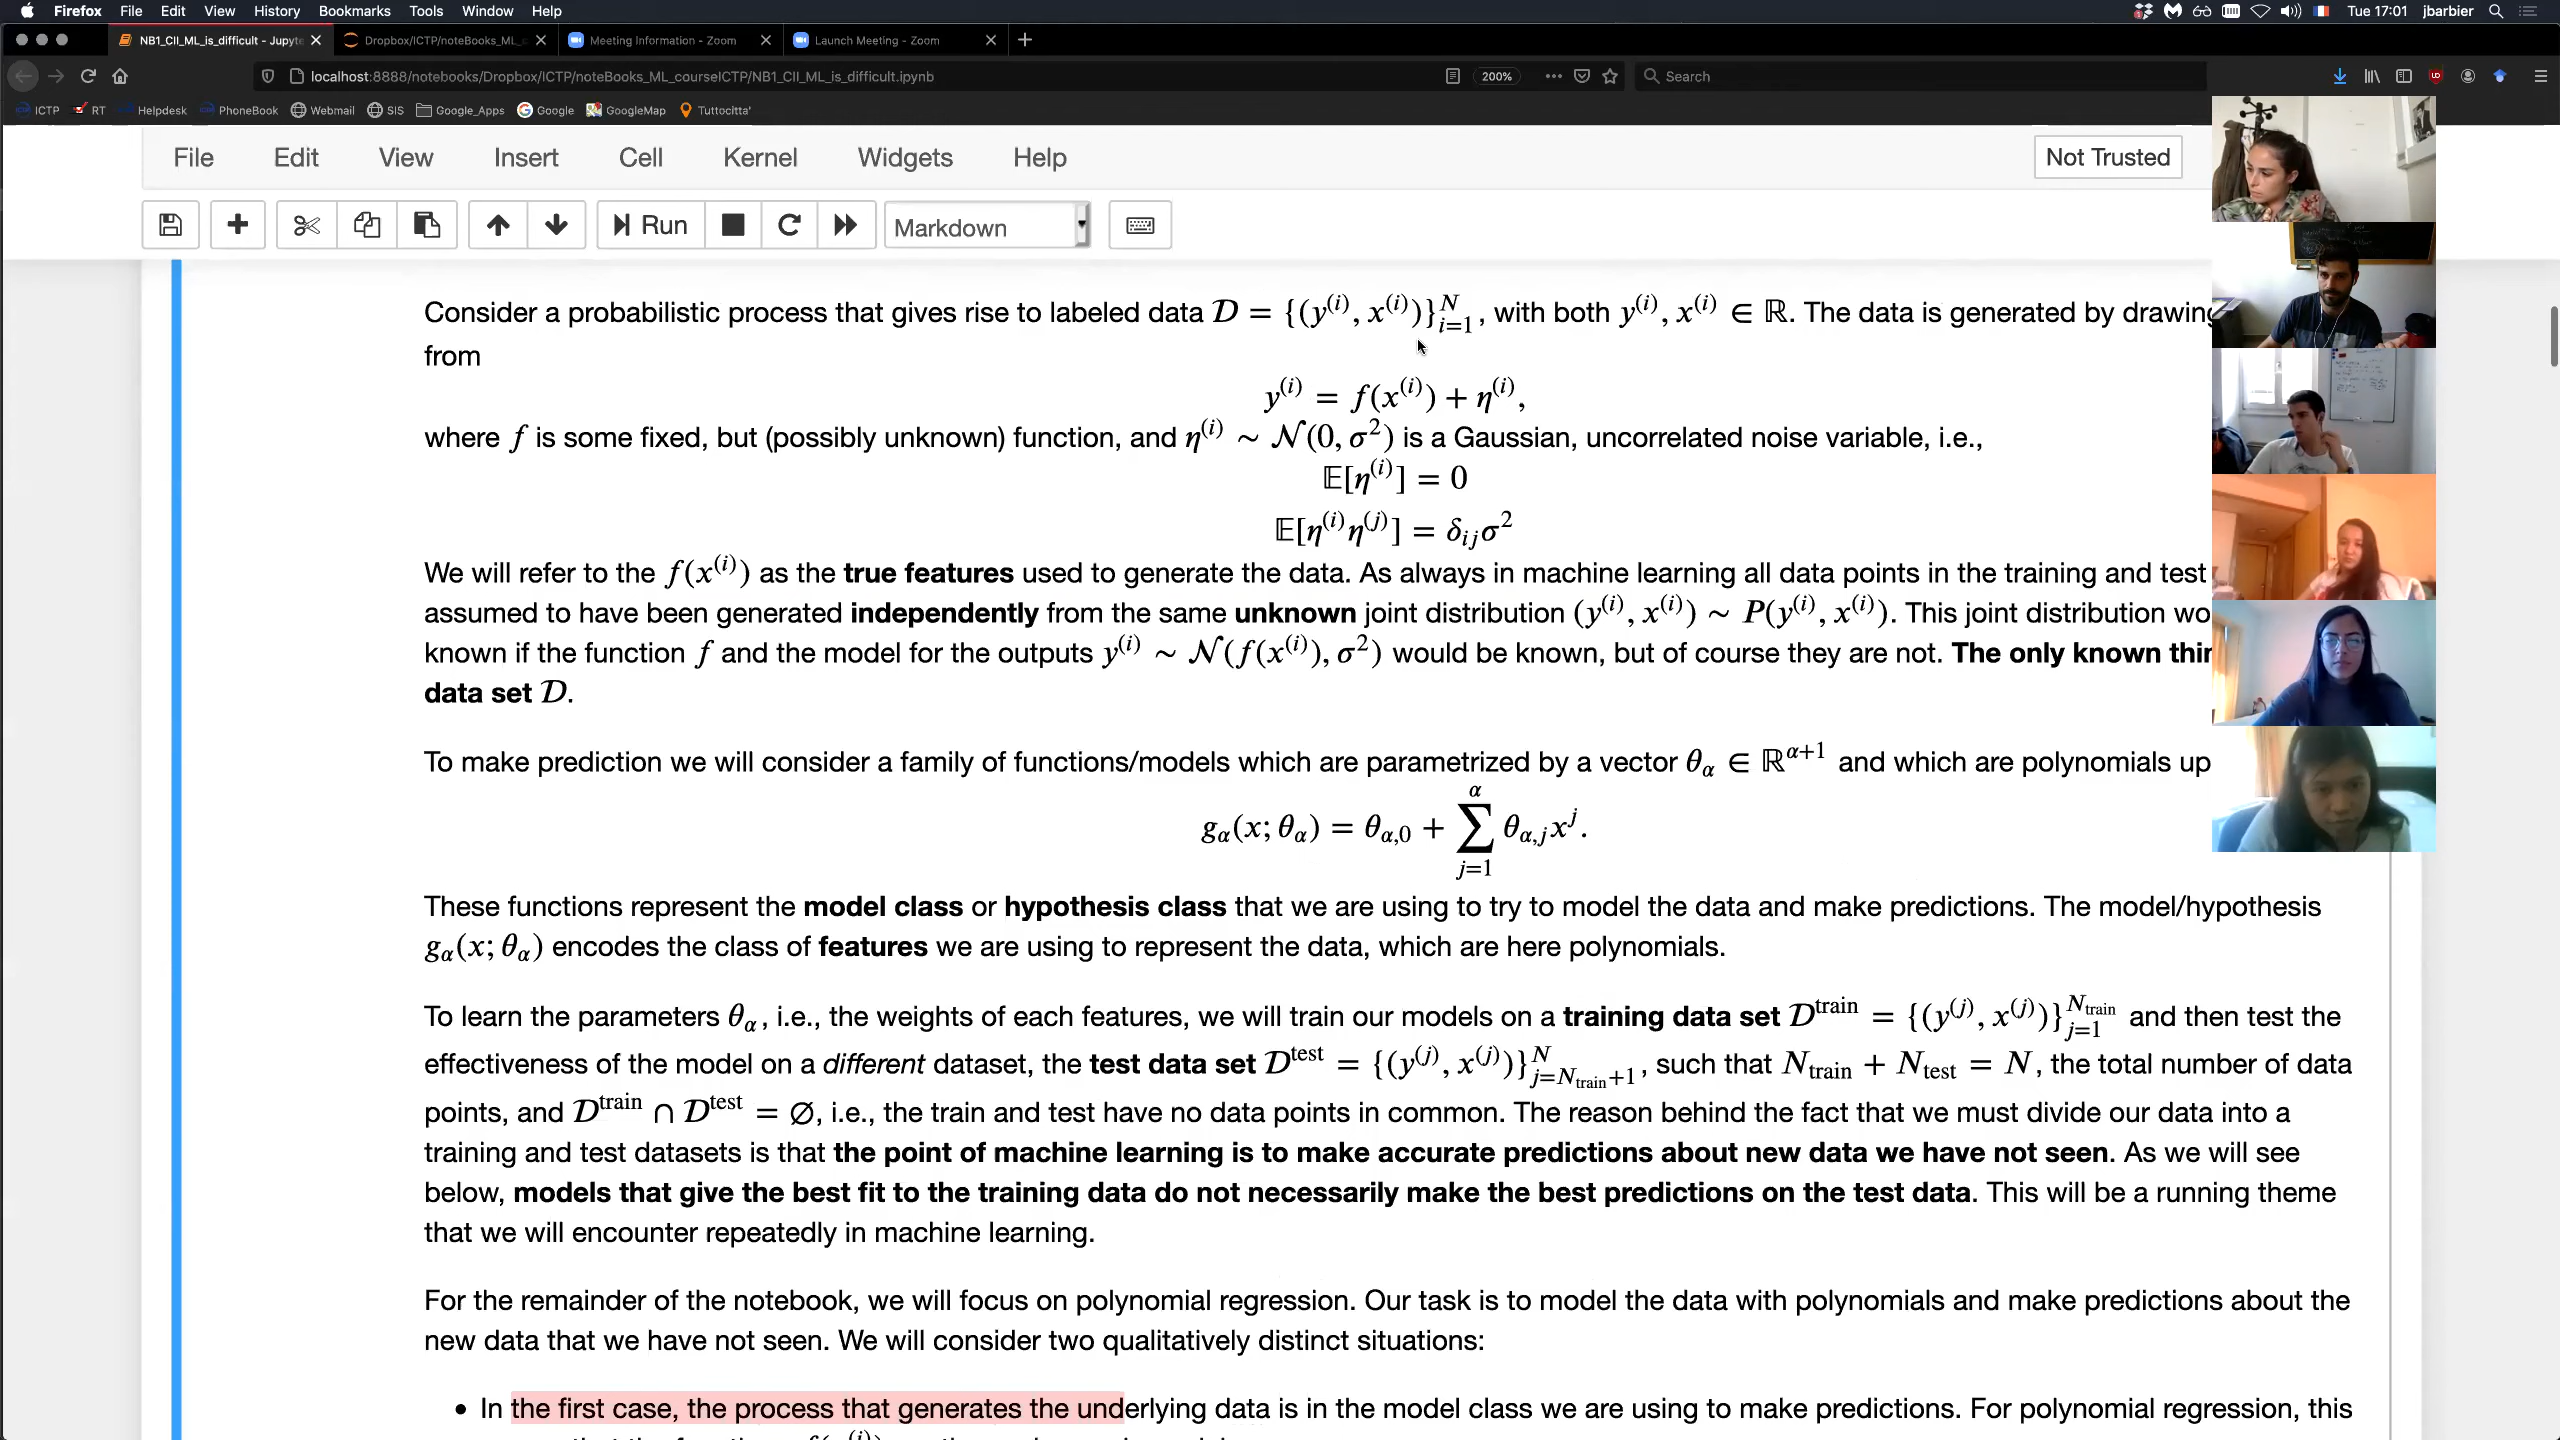 Firefox File Edit View History Bookmarks Tools Window Help Tue 17:01 jbarbier
NB1_CII_ML_is_difficult - Jupyte Dropbox/ICTP/noteBooks_ML_c Meeting Information - Zoom Launch Meeting - Zoom
localhost:8888/notebooks/Dropbox/ICTP/noteBooks_ML_courseICTP/NB1_CII_ML_is_difficult.ipynb 200% Search
ICTP RT Helpdesk PhoneBook Webmail SIS Google_Apps Google GoogleMap Tuttocitta'
File Edit View Insert Cell Kernel Widgets Help Not Trusted
Run Markdown
Consider a probabilistic process that gives rise to labeled data 𝒟 = {(y^(i), x^(i))}_{i=1}^N, with both y^(i), x^(i) ∈ ℝ. The data is generated by drawing
from
y^(i) = f(x^(i)) + η^(i),
where f is some fixed, but (possibly unknown) function, and η^(i) ∼ 𝒩(0, σ²) is a Gaussian, uncorrelated noise variable, i.e.,
𝔼[η^(i)] = 0
𝔼[η^(i)η^(j)] = δ_{ij}σ²
We will refer to the f(x^(i)) as the true features used to generate the data. As always in machine learning all data points in the training and test
assumed to have been generated independently from the same unknown joint distribution (y^(i), x^(i)) ∼ P(y^(i), x^(i)). This joint distribution wo
known if the function f and the model for the outputs y^(i) ∼ 𝒩(f(x^(i)), σ²) would be known, but of course they are not. The only known thin
data set 𝒟.
To make prediction we will consider a family of functions/models which are parametrized by a vector θ_α ∈ ℝ^{α+1} and which are polynomials up
g_α(x; θ_α) = θ_{α,0} + ∑_{j=1}^α θ_{α,j}x^j.
These functions represent the model class or hypothesis class that we are using to try to model the data and make predictions. The model/hypothesis
g_α(x; θ_α) encodes the class of features we are using to represent the data, which are here polynomials.
To learn the parameters θ_α, i.e., the weights of each features, we will train our models on a training data set 𝒟^train = {(y^(j), x^(j))}_{j=1}^{N_train} and then test the
effectiveness of the model on a different dataset, the test data set 𝒟^test = {(y^(j), x^(j))}_{j=N_train+1}^N, such that N_train + N_test = N, the total number of data
points, and 𝒟^train ∩ 𝒟^test = ∅, i.e., the train and test have no data points in common. The reason behind the fact that we must divide our data into a
training and test datasets is that the point of machine learning is to make accurate predictions about new data we have not seen. As we will see
below, models that give the best fit to the training data do not necessarily make the best predictions on the test data. This will be a running theme
that we will encounter repeatedly in machine learning.
For the remainder of the notebook, we will focus on polynomial regression. Our task is to model the data with polynomials and make predictions about the
new data that we have not seen. We will consider two qualitatively distinct situations:
• In the first case, the process that generates the underlying data is in the model class we are using to make predictions. For polynomial regression, this